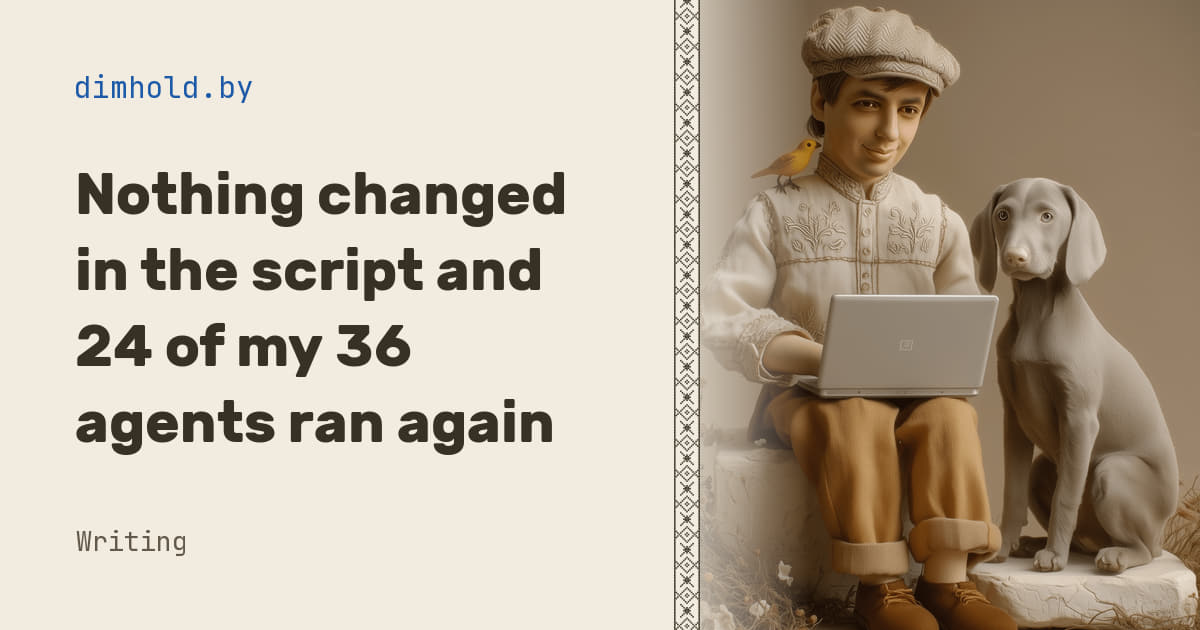 dimhold.by
Nothing changed
in the script and
24 of my 36
agents ran again
Writing